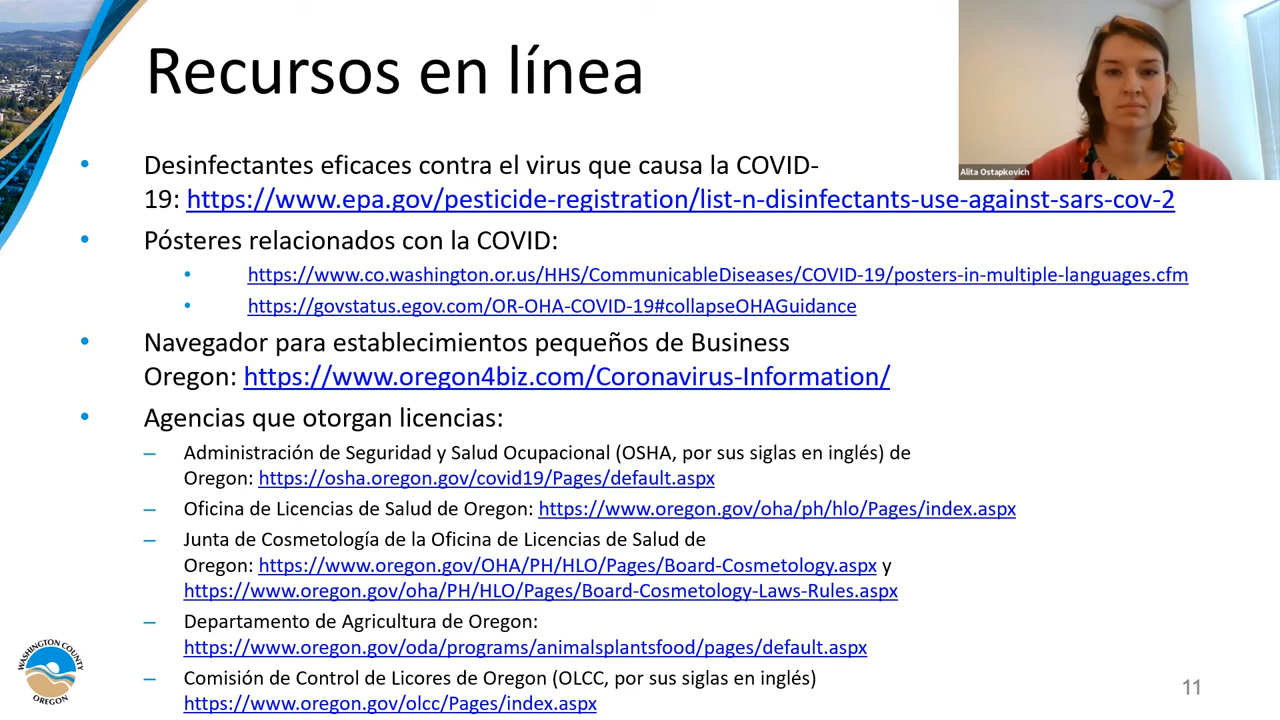 Recursos en línea
Alita Ostapkovich
• Desinfectantes eficaces contra el virus que causa la COVID-
19: https://www.epa.gov/pesticide-registration/list-n-disinfectants-use-against-sars-cov-2
• Pósteres relacionados con la COVID:
• https://www.co.washington.or.us/HHS/CommunicableDiseases/COVID-19/posters-in-multiple-languages.cfm
• https://govstatus.egov.com/OR-OHA-COVID-19#collapseOHAGuidance
• Navegador para establecimientos pequeños de Business
Oregon: https://www.oregon4biz.com/Coronavirus-Information/
• Agencias que otorgan licencias:
– Administración de Seguridad y Salud Ocupacional (OSHA, por sus siglas en inglés) de
Oregon: https://osha.oregon.gov/covid19/Pages/default.aspx
– Oficina de Licencias de Salud de Oregon: https://www.oregon.gov/oha/ph/hlo/Pages/index.aspx
– Junta de Cosmetología de la Oficina de Licencias de Salud de
Oregon: https://www.oregon.gov/OHA/PH/HLO/Pages/Board-Cosmetology.aspx y
https://www.oregon.gov/oha/PH/HLO/Pages/Board-Cosmetology-Laws-Rules.aspx
– Departamento de Agricultura de Oregon:
https://www.oregon.gov/oda/programs/animalsplantsfood/pages/default.aspx
– Comisión de Control de Licores de Oregon (OLCC, por sus siglas en inglés)
https://www.oregon.gov/olcc/Pages/index.aspx
WASHINGTON COUNTY
OREGON
11